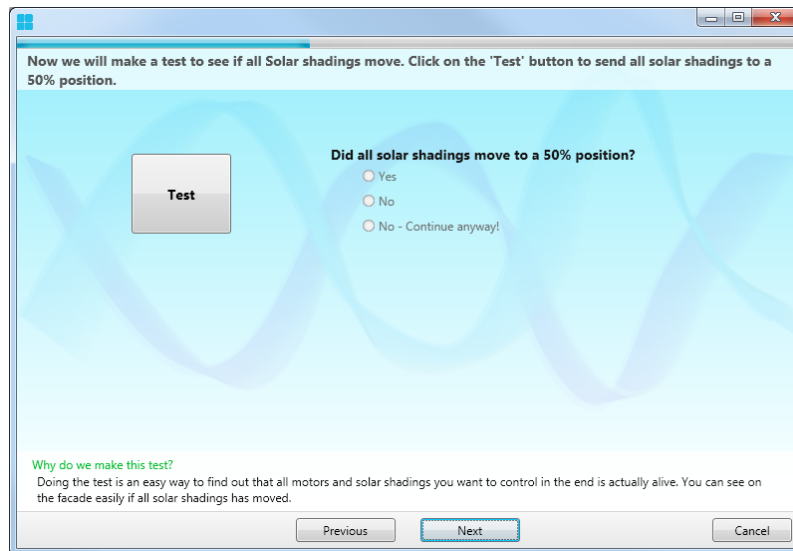 Now we will make a test to see if all Solar shadings move. Click on the 'Test' button to send all solar shadings to a
50% position.
Test
Did all solar shadings move to a 50% position?
Yes
No
No - Continue anyway!
Why do we make this test?
Doing the test is an easy way to find out that all motors and solar shadings you want to control in the end is actually alive. You can see on
the facade easily if all solar shadings has moved.
Previous
Next
Cancel